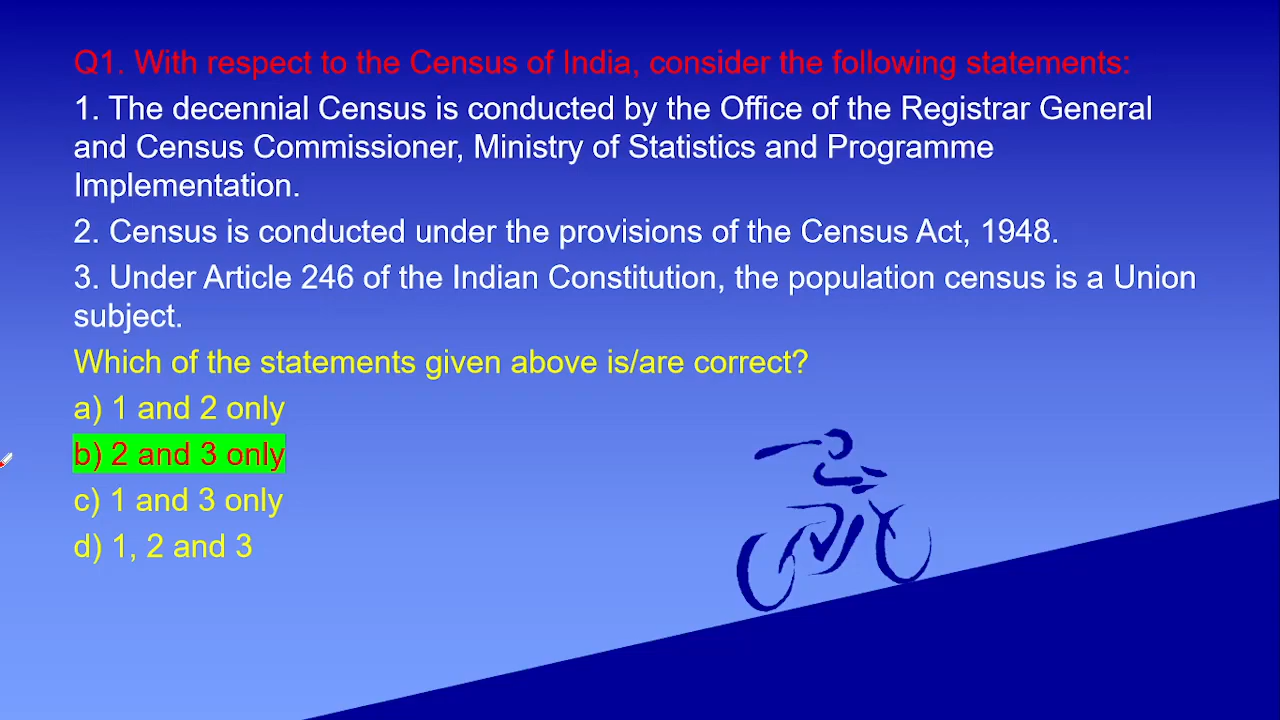 Q1. With respect to the Census of India, consider the following statements:
1. The decennial Census is conducted by the Office of the Registrar General
and Census Commissioner, Ministry of Statistics and Programme
Implementation.
2. Census is conducted under the provisions of the Census Act, 1948.
3. Under Article 246 of the Indian Constitution, the population census is a Union
subject.
Which of the statements given above is/are correct?
a) 1 and 2 only
b) 2 and 3 only
c) 1 and 3 only
d) 1, 2 and 3